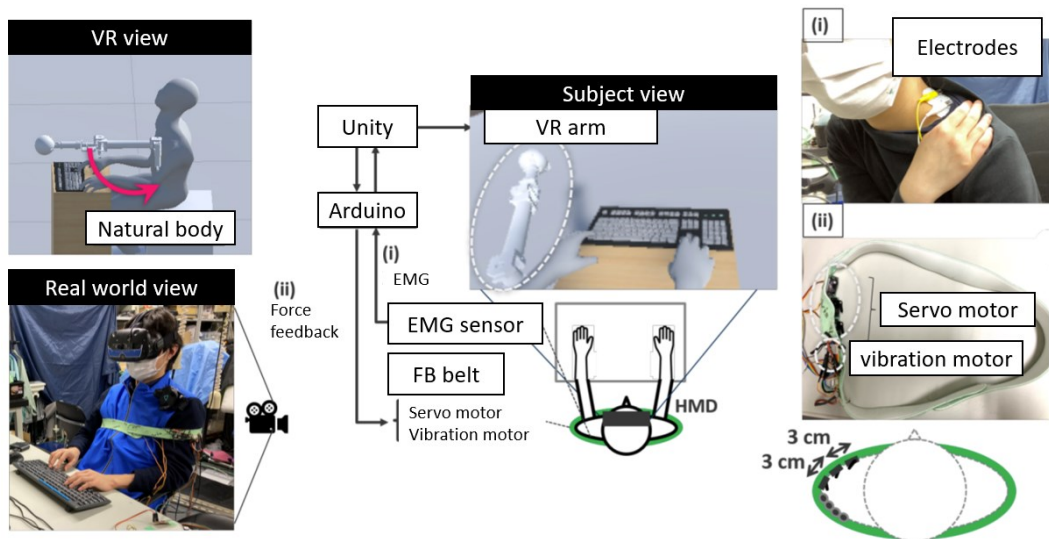 VR view
Natural body
Real world view
Unity
Arduino
(i)
EMG
(ii)
Force
feedback
EMG sensor
FB belt
Servo motor
Vibration motor
Subject view
VR arm
HMD
(i)
Electrodes
(ii)
Servo motor
vibration motor
3 cm
3 cm